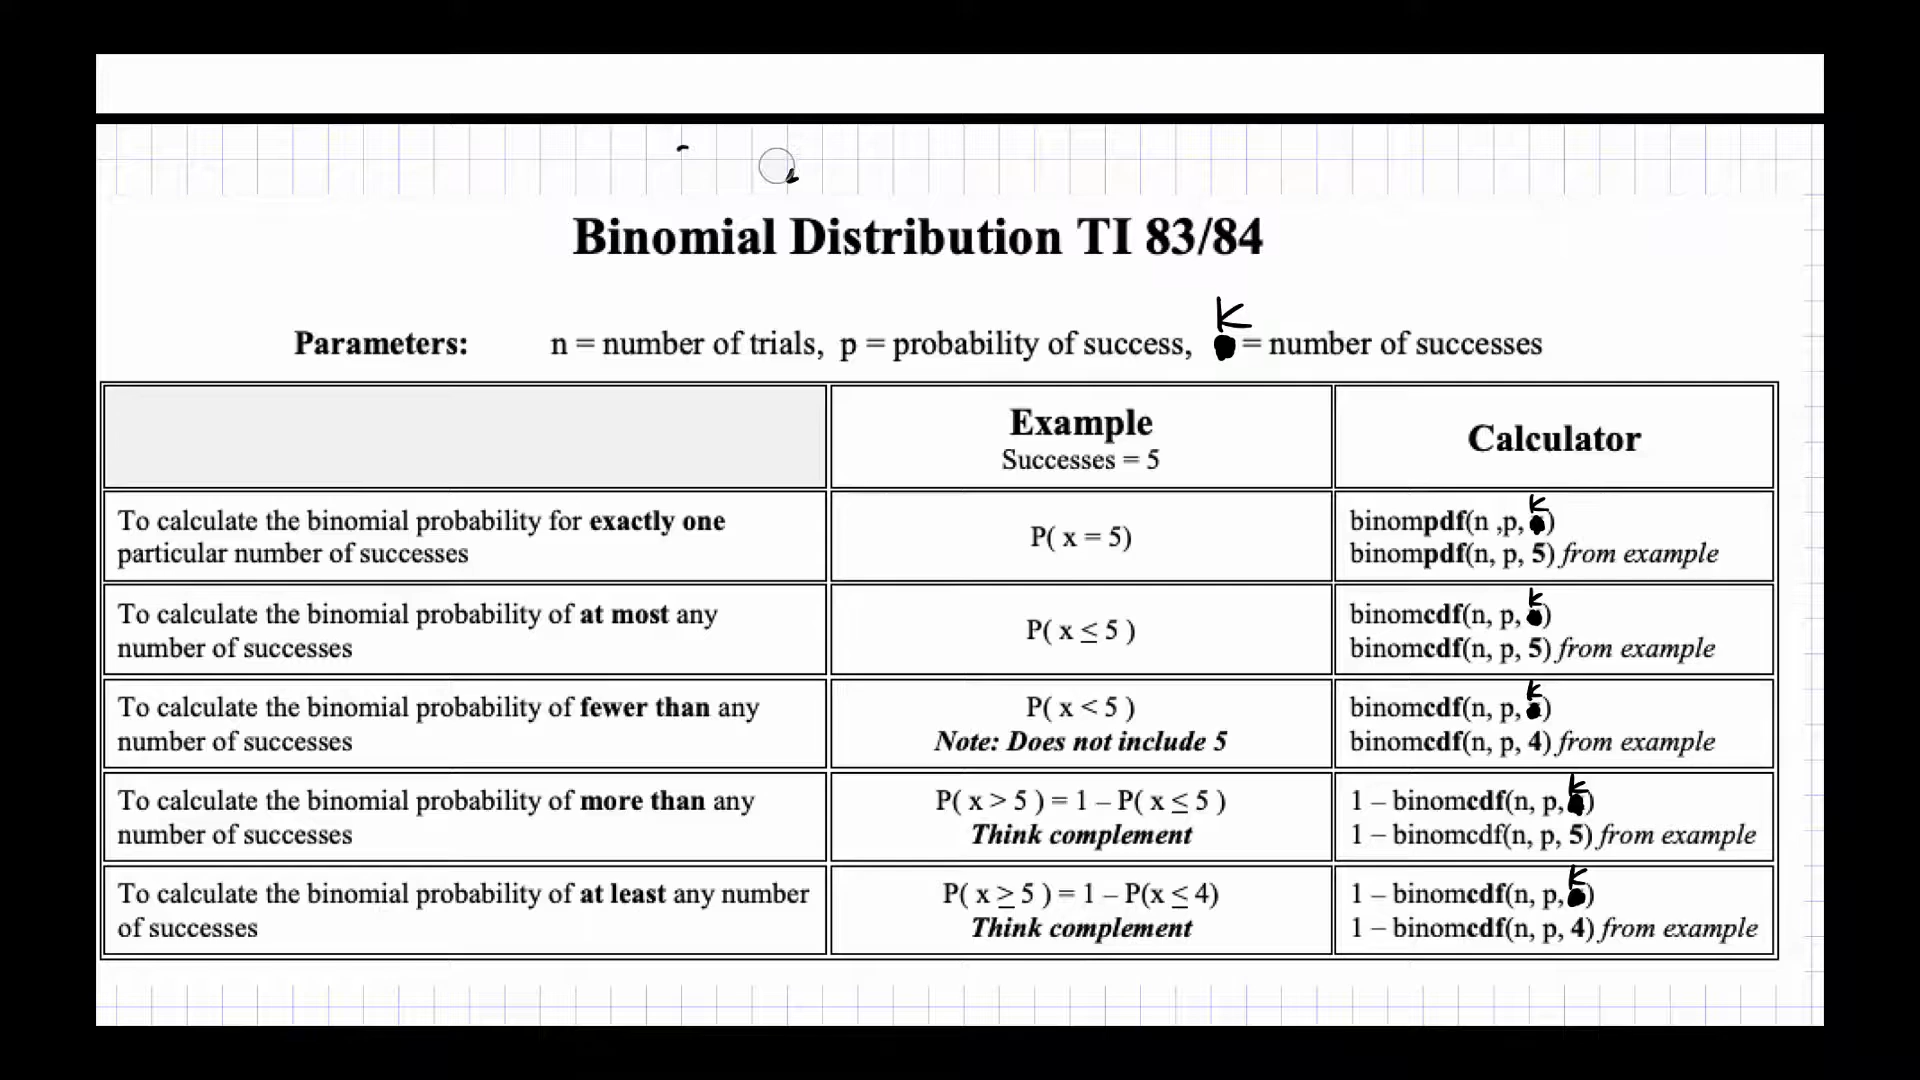 Binomial Distribution TI 83/84
K
Parameters: n = number of trials, p = probability of success, = number of successes
Example
Successes = 5
Calculator
To calculate the binomial probability for exactly one
particular number of successes
P( x = 5)
K
binompdf(n ,p, )
binompdf(n, p, 5) from example
To calculate the binomial probability of at most any
number of successes
P( x ≤ 5 )
K
binomcdf(n, p, )
binomcdf(n, p, 5) from example
To calculate the binomial probability of fewer than any
number of successes
P( x < 5 )
Note: Does not include 5
K
binomcdf(n, p, )
binomcdf(n, p, 4) from example
To calculate the binomial probability of more than any
number of successes
P( x > 5 ) = 1 – P( x ≤ 5 )
Think complement
K
1 – binomcdf(n, p, )
1 – binomcdf(n, p, 5) from example
To calculate the binomial probability of at least any number
of successes
P( x ≥ 5 ) = 1 – P(x ≤ 4)
Think complement
K
1 – binomcdf(n, p, )
1 – binomcdf(n, p, 4) from example